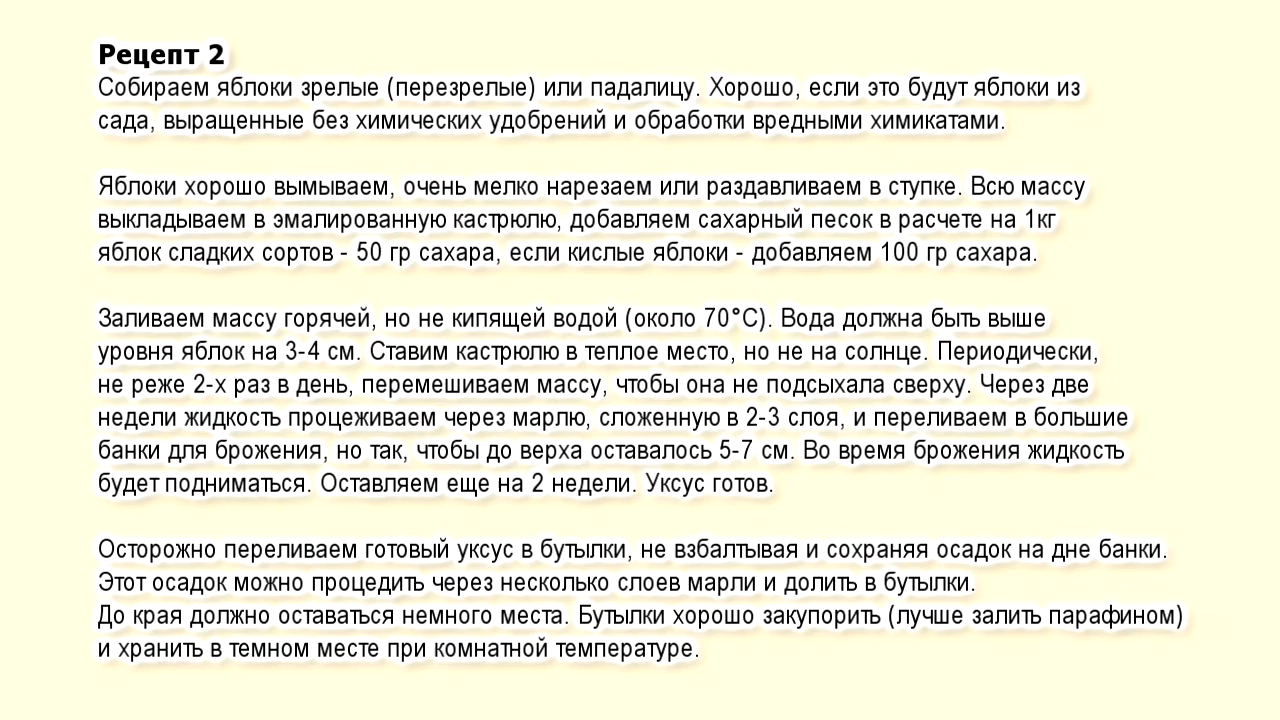 Рецепт 2
Собираем яблоки зрелые (перезрелые) или падалицу. Хорошо, если это будут яблоки из
сада, выращенные без химических удобрений и обработки вредными химикатами.
Яблоки хорошо вымываем, очень мелко нарезаем или раздавливаем в ступке. Всю массу
выкладываем в эмалированную кастрюлю, добавляем сахарный песок в расчете на 1кг
яблок сладких сортов - 50 гр сахара, если кислые яблоки - добавляем 100 гр сахара.
Заливаем массу горячей, но не кипящей водой (около 70°С). Вода должна быть выше
уровня яблок на 3-4 см. Ставим кастрюлю в теплое место, но не на солнце. Периодически,
не реже 2-х раз в день, перемешиваем массу, чтобы она не подсыхала сверху. Через две
недели жидкость процеживаем через марлю, сложенную в 2-3 слоя, и переливаем в большие
банки для брожения, но так, чтобы до верха оставалось 5-7 см. Во время брожения жидкость
будет подниматься. Оставляем еще на 2 недели. Уксус готов.
Осторожно переливаем готовый уксус в бутылки, не взбалтывая и сохраняя осадок на дне банки.
Этот осадок можно процедить через несколько слоев марли и долить в бутылки.
До края должно оставаться немного места. Бутылки хорошо закупорить (лучше залить парафином)
и хранить в темном месте при комнатной температуре.